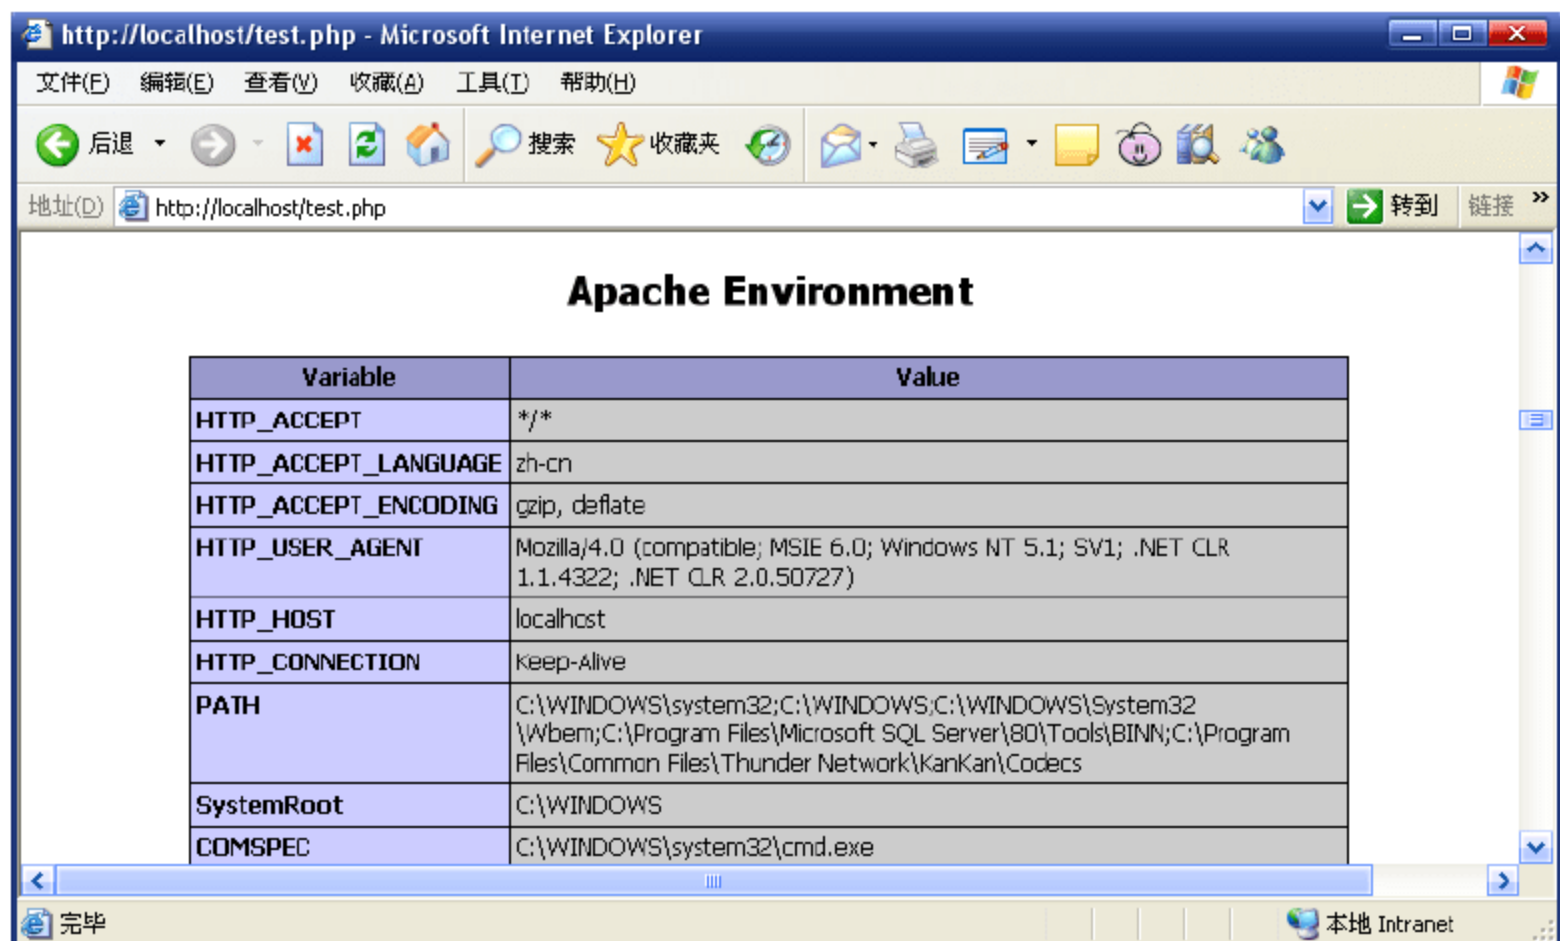 http://localhost/test.php - Microsoft Internet Explorer
文件(F) 编辑(E) 查看(V) 收藏(A) 工具(T) 帮助(H)
后退 搜索 收藏夹
地址(D) http://localhost/test.php 转到 链接 »
Apache Environment
Variable Value
HTTP_ACCEPT */*
HTTP_ACCEPT_LANGUAGE zh-cn
HTTP_ACCEPT_ENCODING gzip, deflate
HTTP_USER_AGENT Mozilla/4.0 (compatible; MSIE 6.0; Windows NT 5.1; SV1; .NET CLR
1.1.4322; .NET CLR 2.0.50727)
HTTP_HOST localhost
HTTP_CONNECTION Keep-Alive
PATH C:\WINDOWS\system32;C:\WINDOWS;C:\WINDOWS\System32
\Wbem;C:\Program Files\Microsoft SQL Server\80\Tools\BINN;C:\Program
Files\Common Files\Thunder Network\KanKan\Codecs
SystemRoot C:\WINDOWS
COMSPEC C:\WINDOWS\system32\cmd.exe
完毕 本地 Intranet